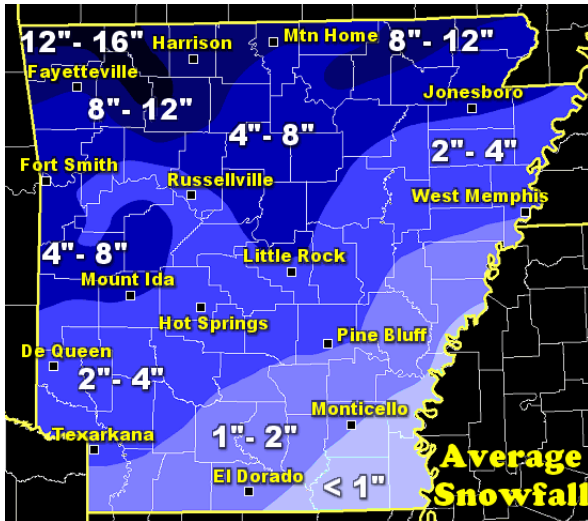 12"- 16"
Harrison
Mtn Home
8"- 12"
Fayetteville
8"- 12"
Jonesboro
4"- 8"
2"- 4"
Fort Smith
Russellville
West Memphis
4"- 8"
Little Rock
Mount Ida
Hot Springs
Pine Bluff
De Queen
2"- 4"
Monticello
1"- 2"
Texarkana
Average
El Dorado
< 1"
Snowfall